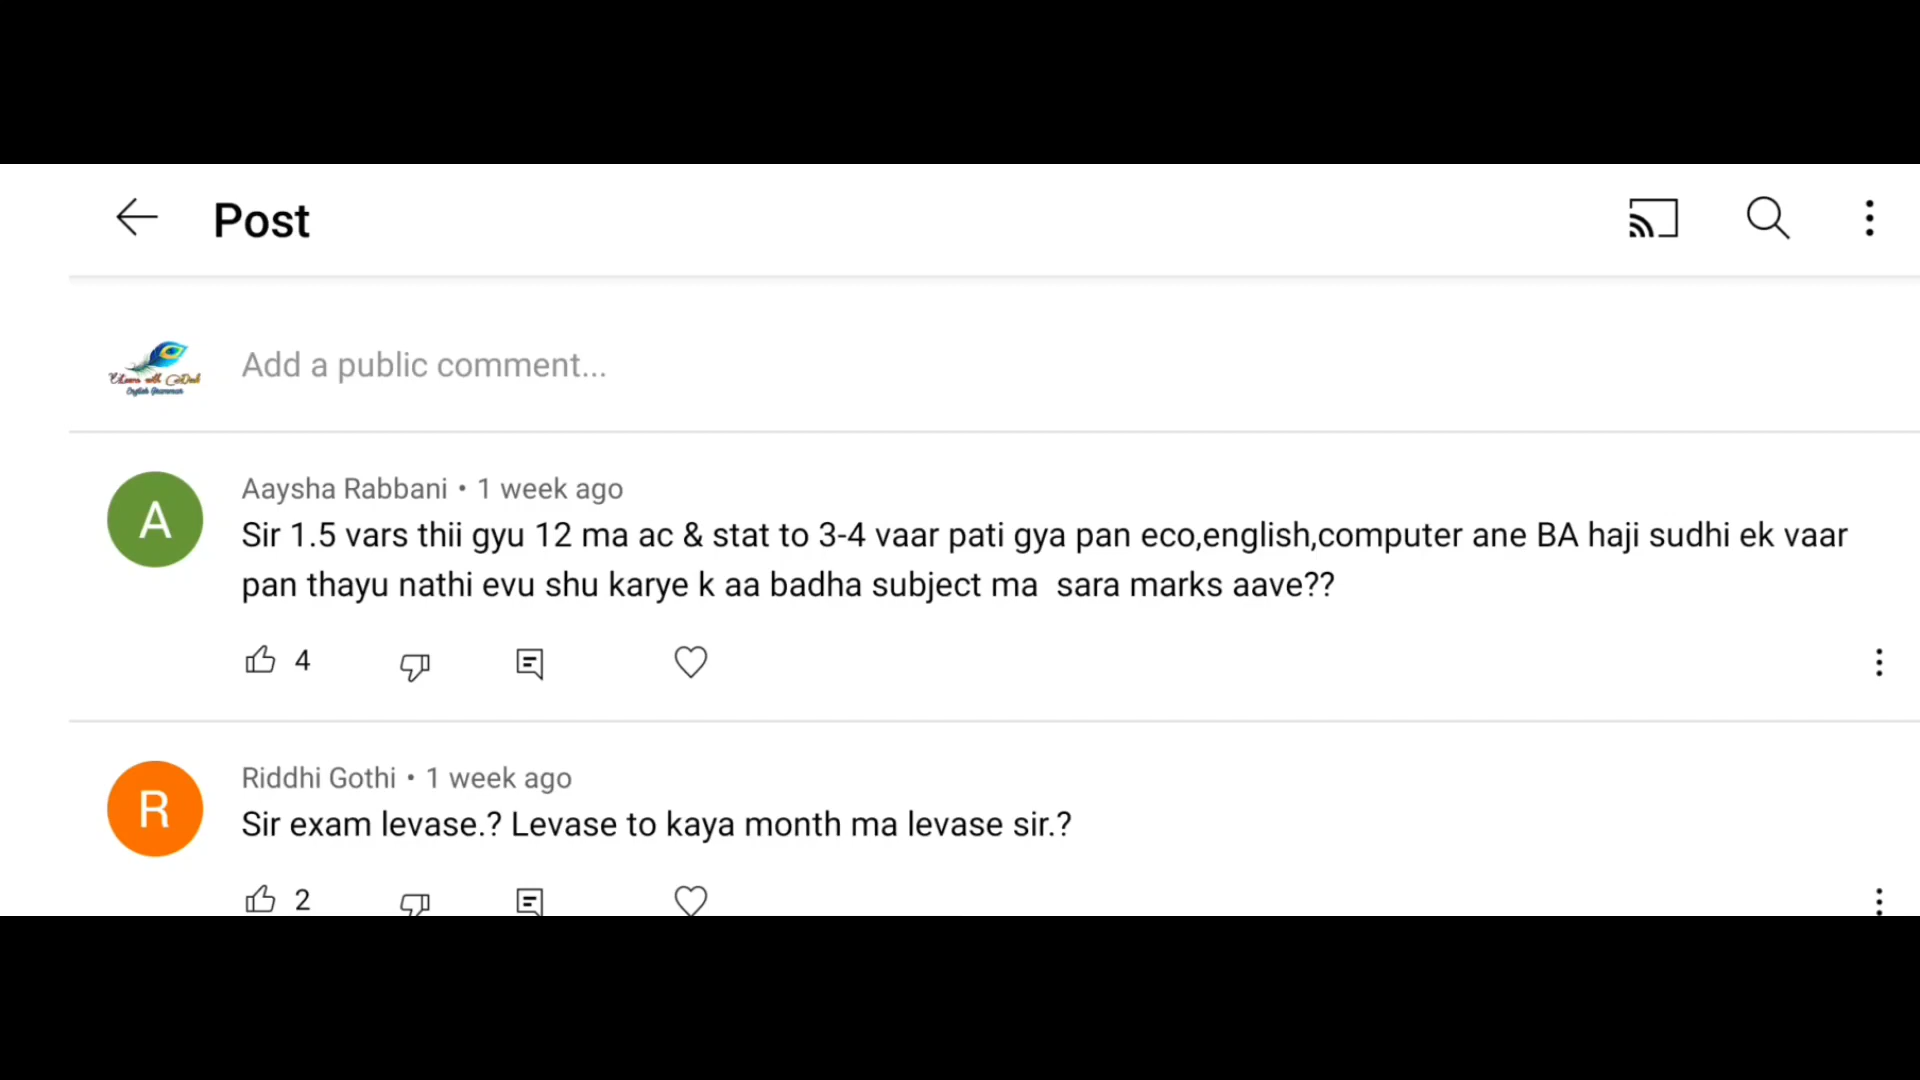 Post
Add a public comment...
Aaysha Rabbani • 1 week ago
Sir 1.5 vars thii gyu 12 ma ac & stat to 3-4 vaar pati gya pan eco,english,computer ane BA haji sudhi ek vaar
pan thayu nathi evu shu karye k aa badha subject ma  sara marks aave??
4
Riddhi Gothi • 1 week ago
Sir exam levase.? Levase to kaya month ma levase sir.?
2